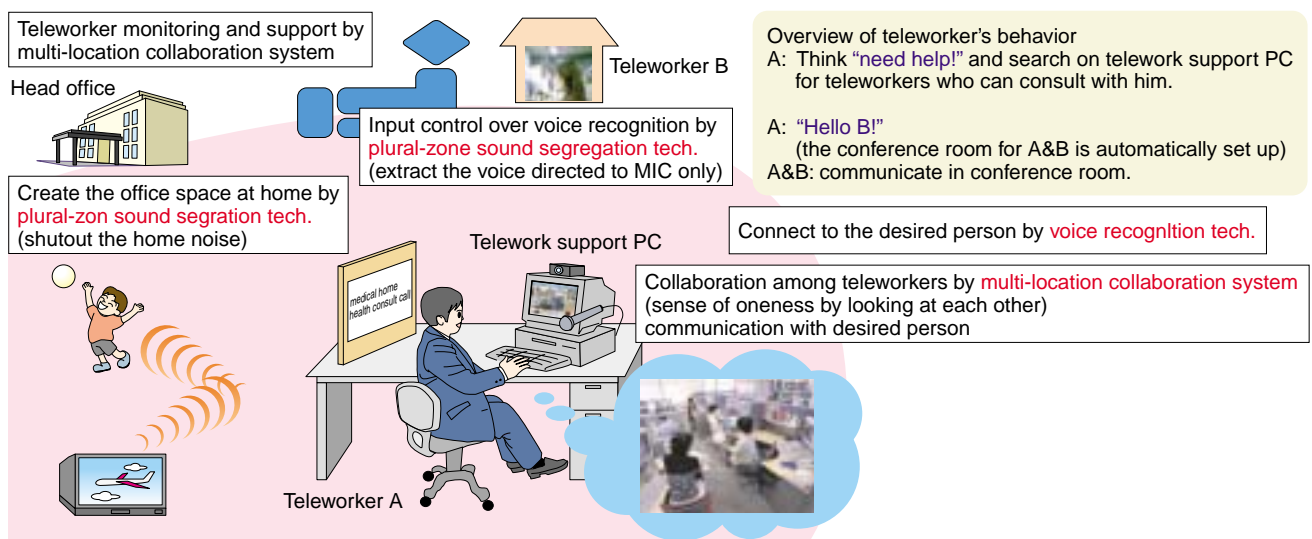 Teleworker monitoring and support by
multi-location collaboration system
Head office
Teleworker B
Overview of teleworker's behavior
A: Think “need help!” and search on telework support PC
for teleworkers who can consult with him.
A: “Hello B!”
(the conference room for A&B is automatically set up)
A&B: communicate in conference room.
Input control over voice recognition by
plural-zone sound segregation tech.
(extract the voice directed to MIC only)
Create the office space at home by
plural-zon sound segration tech.
(shutout the home noise)
Telework support PC
Connect to the desired person by voice recognItion tech.
Collaboration among teleworkers by multi-location collaboration system
(sense of oneness by looking at each other)
communication with desired person
medical home
health consult call
Teleworker A